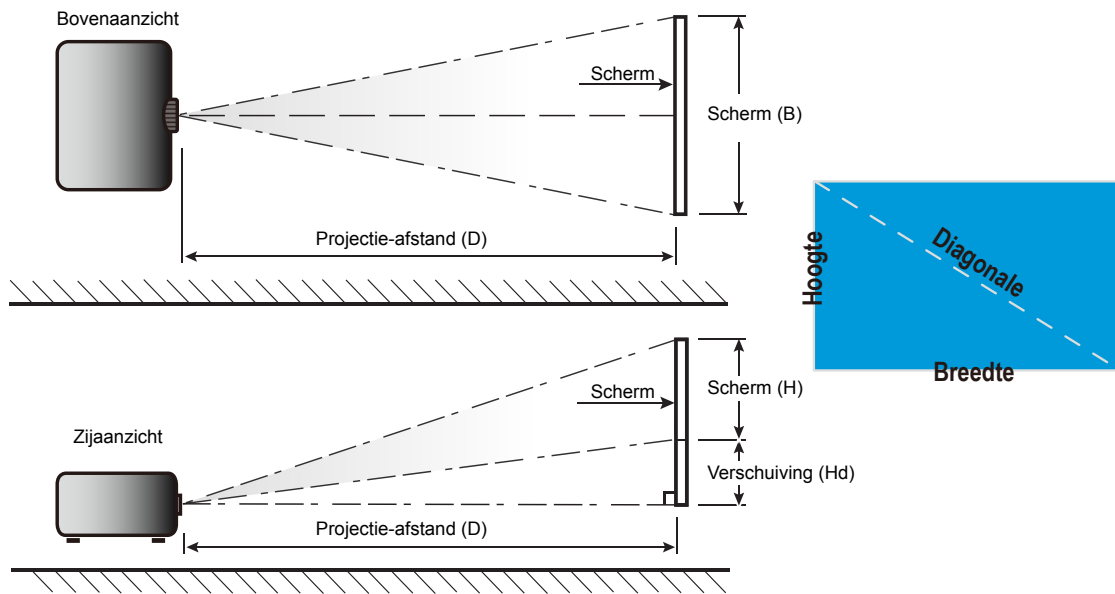 Bovenaanzicht
Scherm
Scherm (B)
Projectie-afstand (D)
Hoogte
Diagonale
Breedte
Zijaanzicht
Scherm
Scherm (H)
Verschuiving (Hd)
Projectie-afstand (D)